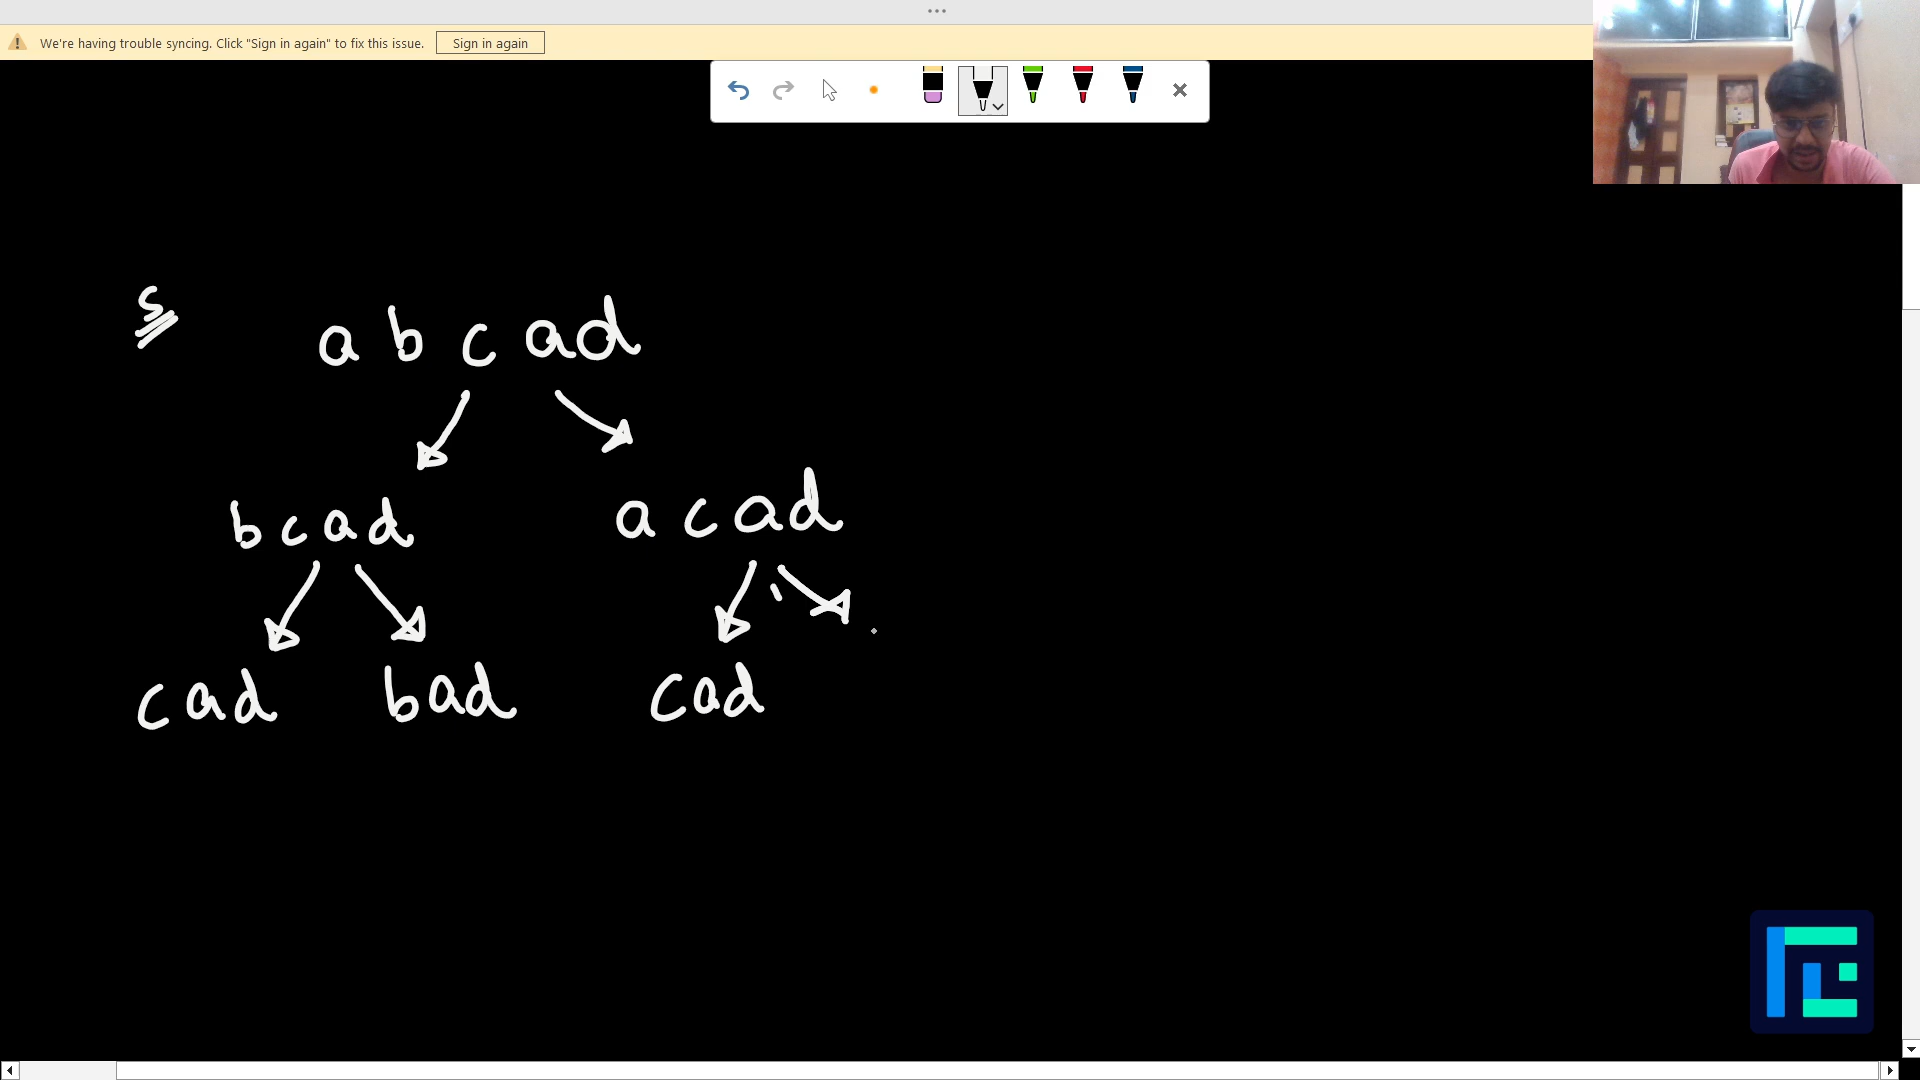 We're having trouble syncing. Click "Sign in again" to fix this issue. Sign in again
S
a b c a d
b c a d a c a d
c a d b a d c a d